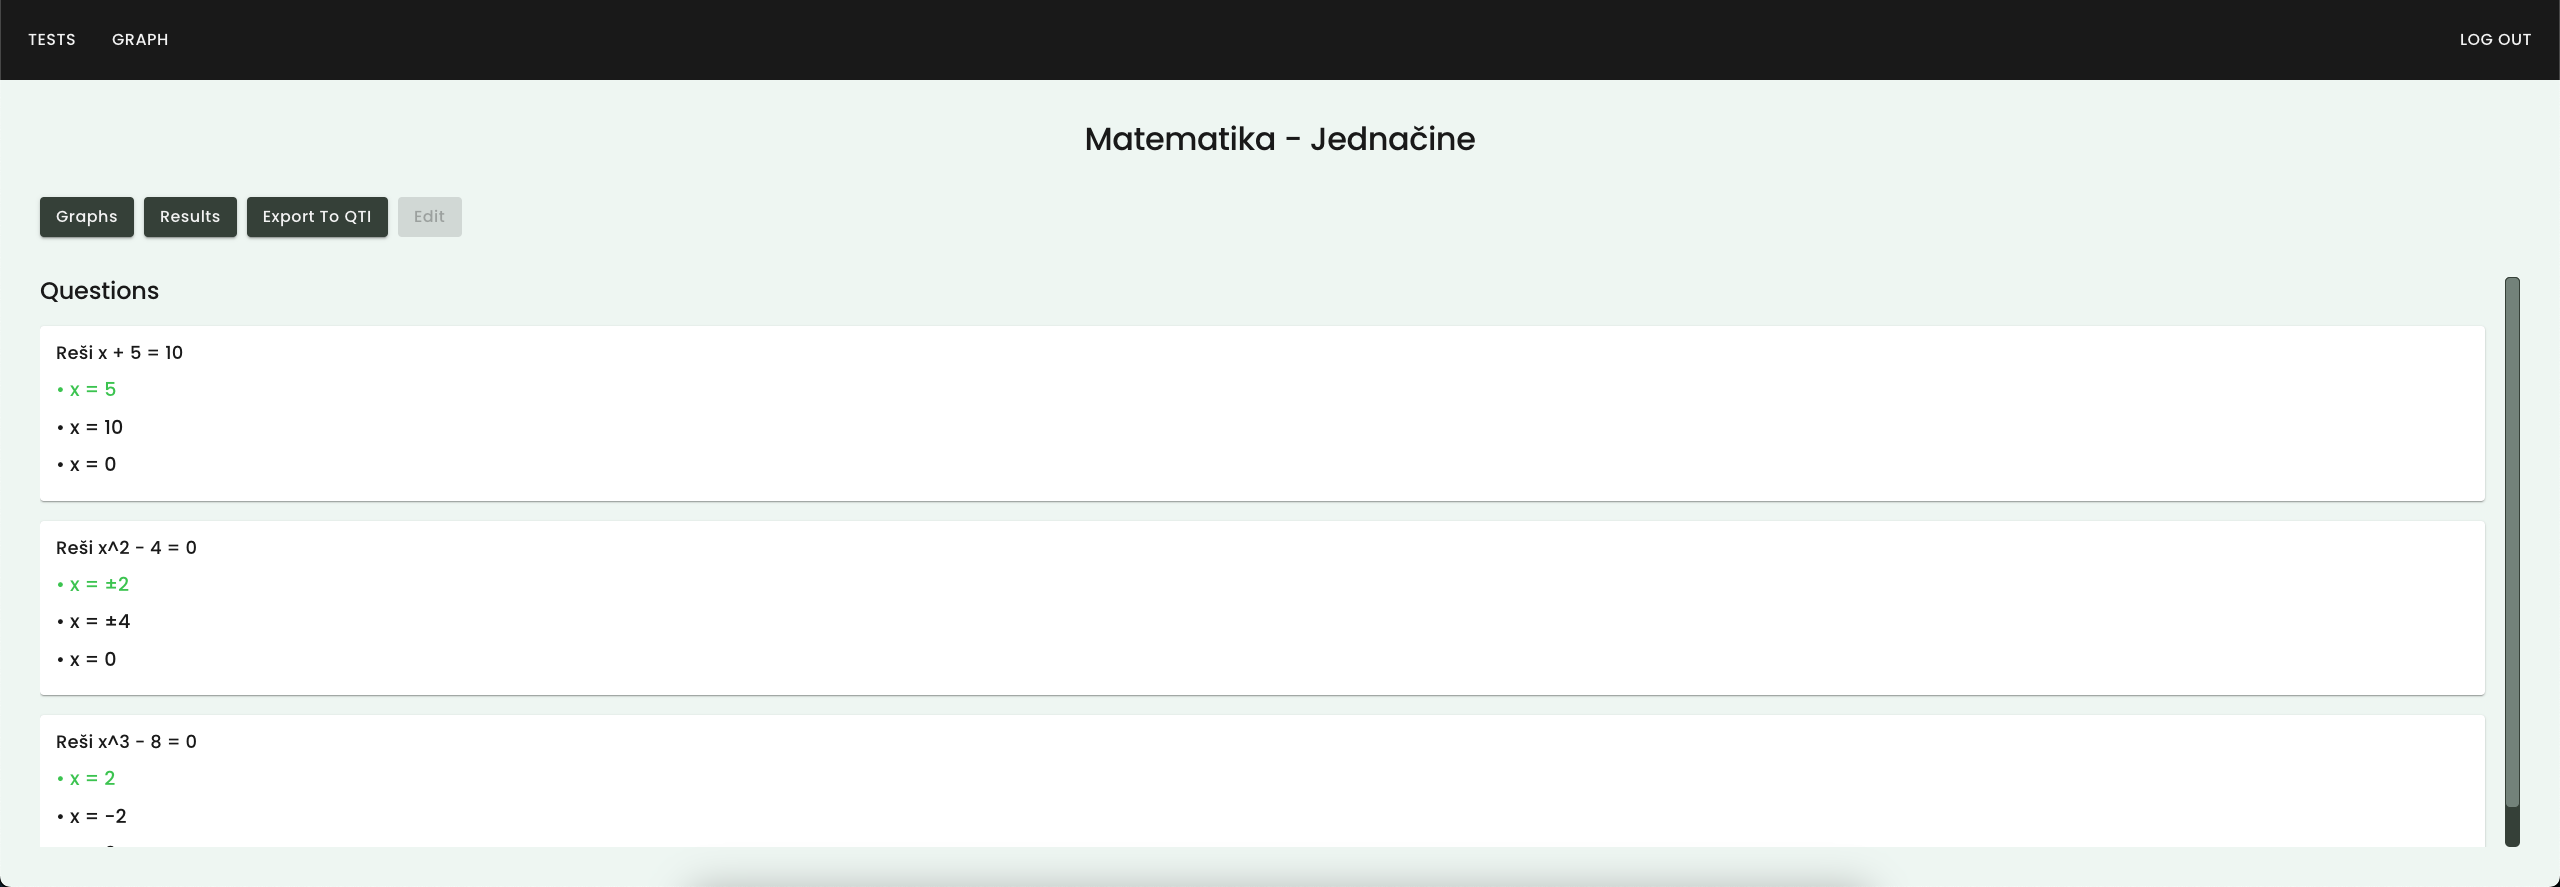 TESTS GRAPH LOG OUT
Matematika - Jednačine
Graphs Results Export To QTI Edit
Questions
Reši x + 5 = 10
• x = 5
• x = 10
• x = 0
Reši x^2 - 4 = 0
• x = ±2
• x = ±4
• x = 0
Reši x^3 - 8 = 0
• x = 2
• x = -2